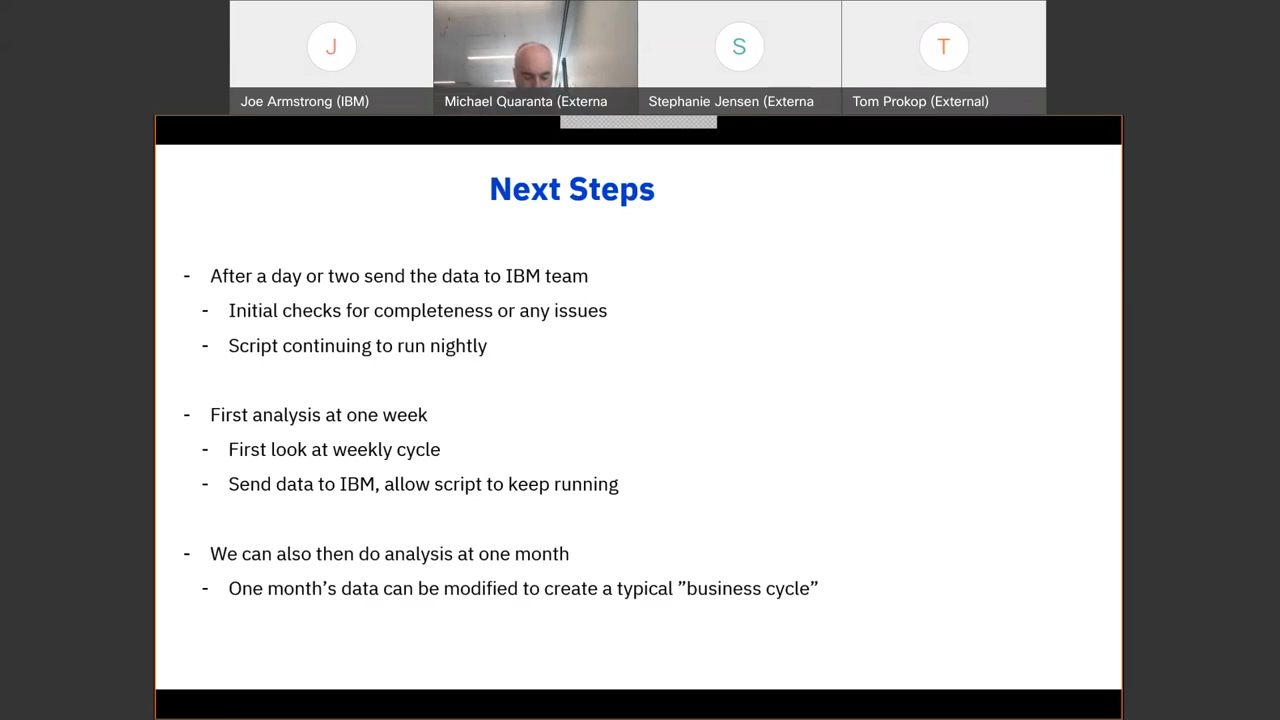 J
S
T
Joe Armstrong (IBM)
Michael Quaranta (Externa
Stephanie Jensen (Externa
Tom Prokop (External)
Next Steps
- After a day or two send the data to IBM team
- Initial checks for completeness or any issues
- Script continuing to run nightly
- First analysis at one week
- First look at weekly cycle
- Send data to IBM, allow script to keep running
- We can also then do analysis at one month
- One month’s data can be modified to create a typical ”business cycle”